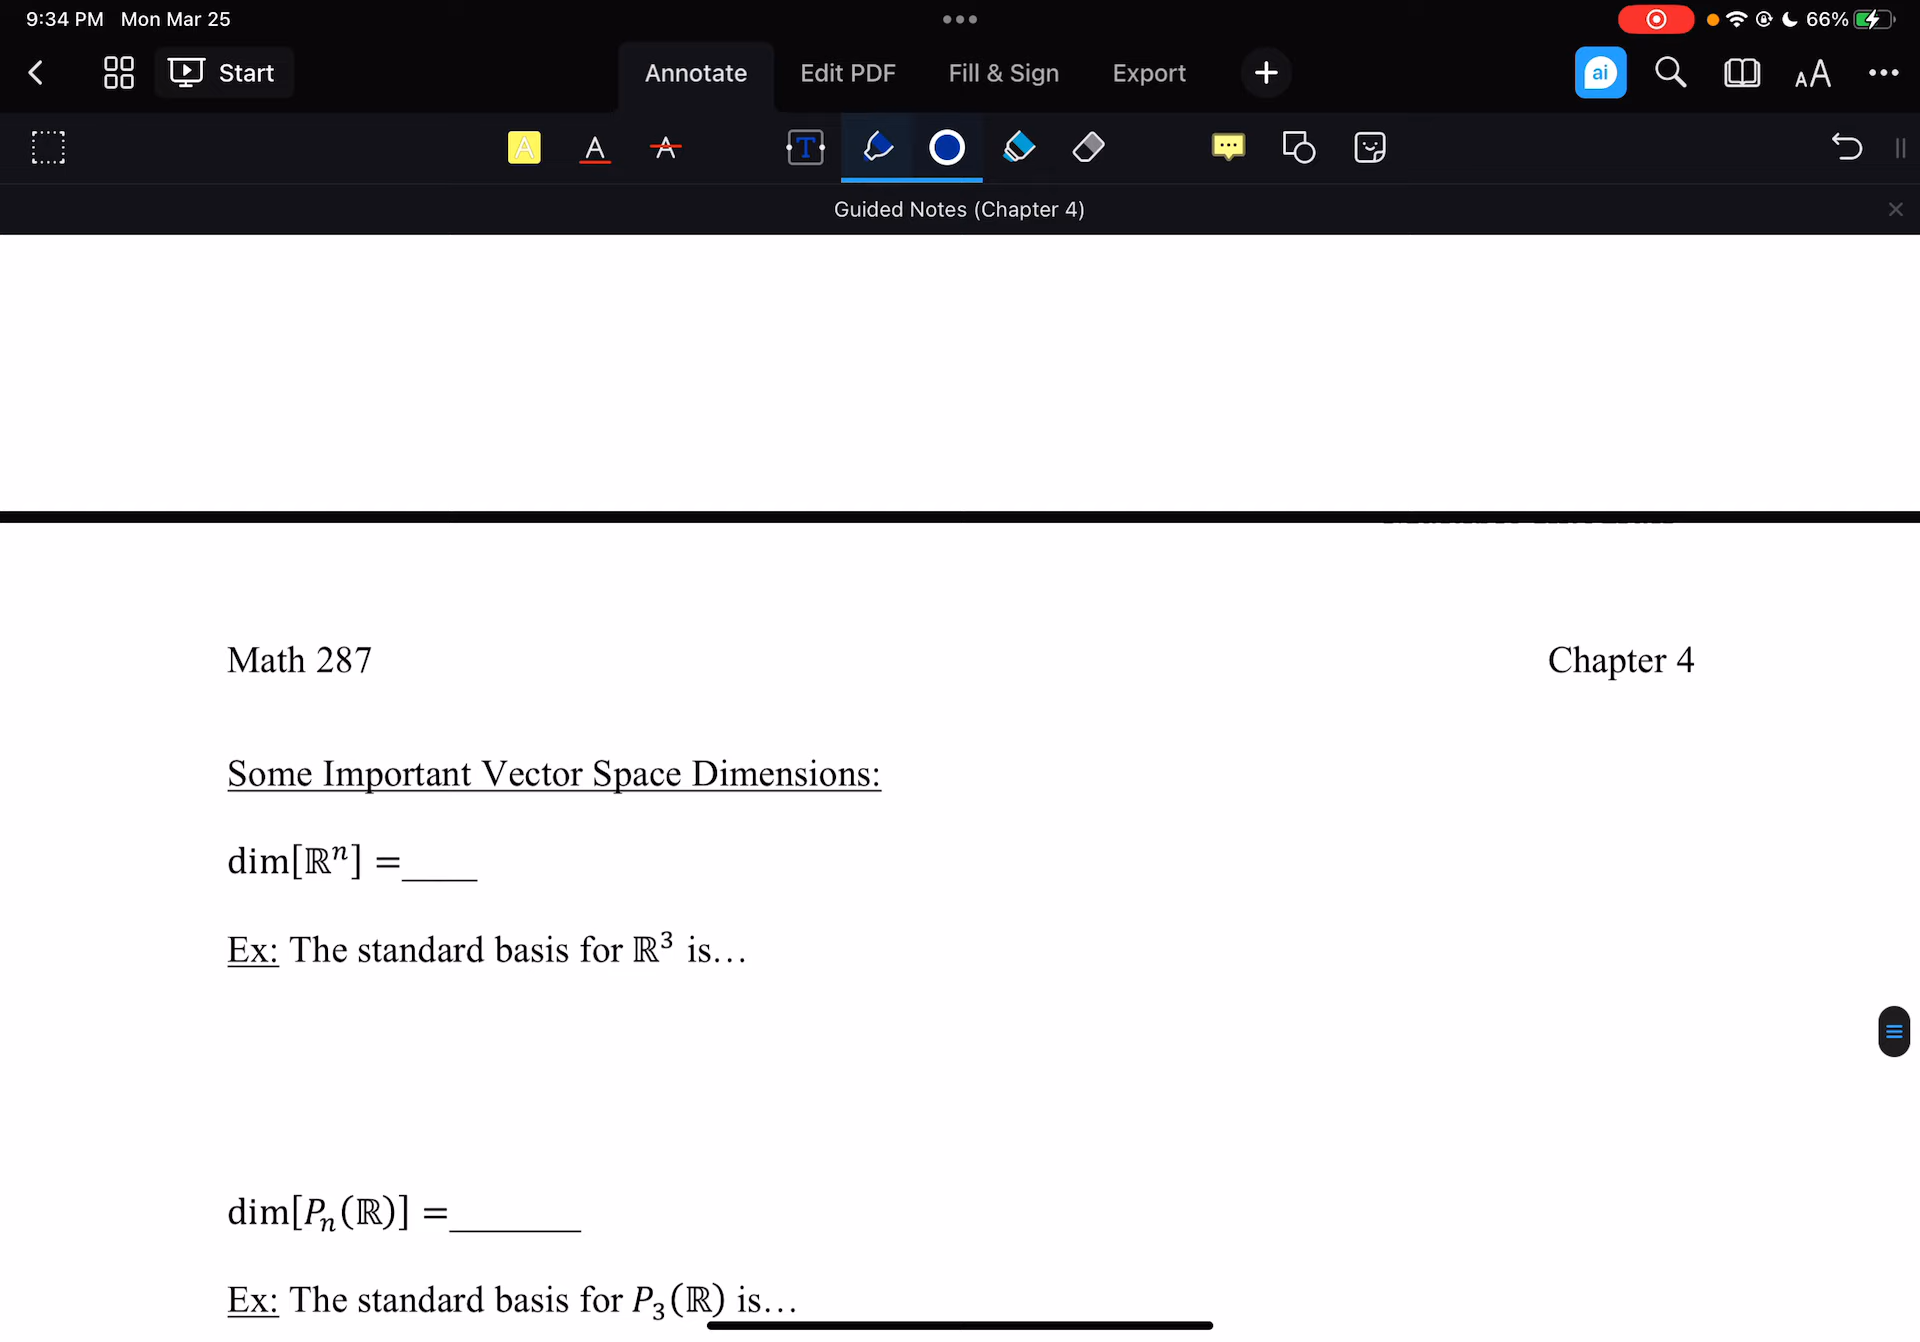 9:34 PM Mon Mar 25
66%
Start
Annotate
Edit PDF
Fill & Sign
Export
ai
AA
A A A T
Guided Notes (Chapter 4)
Math 287
Chapter 4
Some Important Vector Space Dimensions:
dim[ℝⁿ] =____
Ex: The standard basis for ℝ³ is…
dim[Pₙ(ℝ)] =_______
Ex: The standard basis for P₃(ℝ) is…